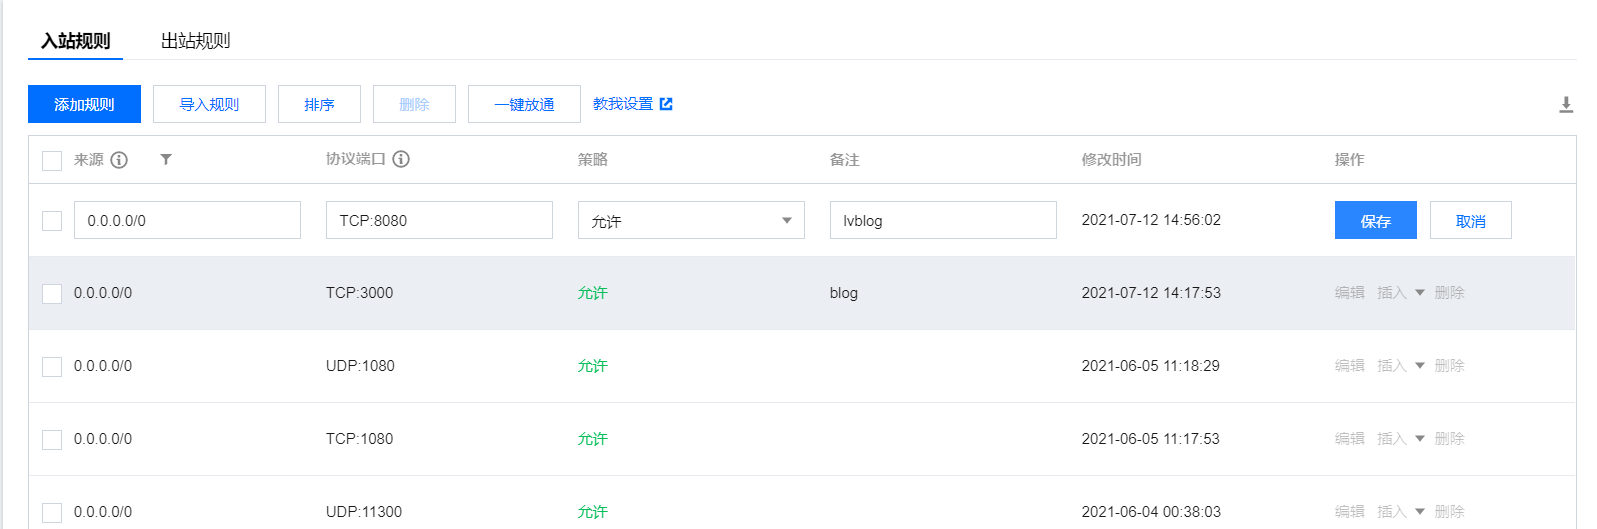 入站规则 出站规则
添加规则 导入规则 排序 删除 一键放通 教我设置
来源 协议端口 策略 备注 修改时间 操作
0.0.0.0/0 TCP:8080 允许 lvblog 2021-07-12 14:56:02 保存 取消
0.0.0.0/0 TCP:3000 允许 blog 2021-07-12 14:17:53 编辑 插入 删除
0.0.0.0/0 UDP:1080 允许 2021-06-05 11:18:29 编辑 插入 删除
0.0.0.0/0 TCP:1080 允许 2021-06-05 11:17:53 编辑 插入 删除
0.0.0.0/0 UDP:11300 允许 2021-06-04 00:38:03 编辑 插入 删除